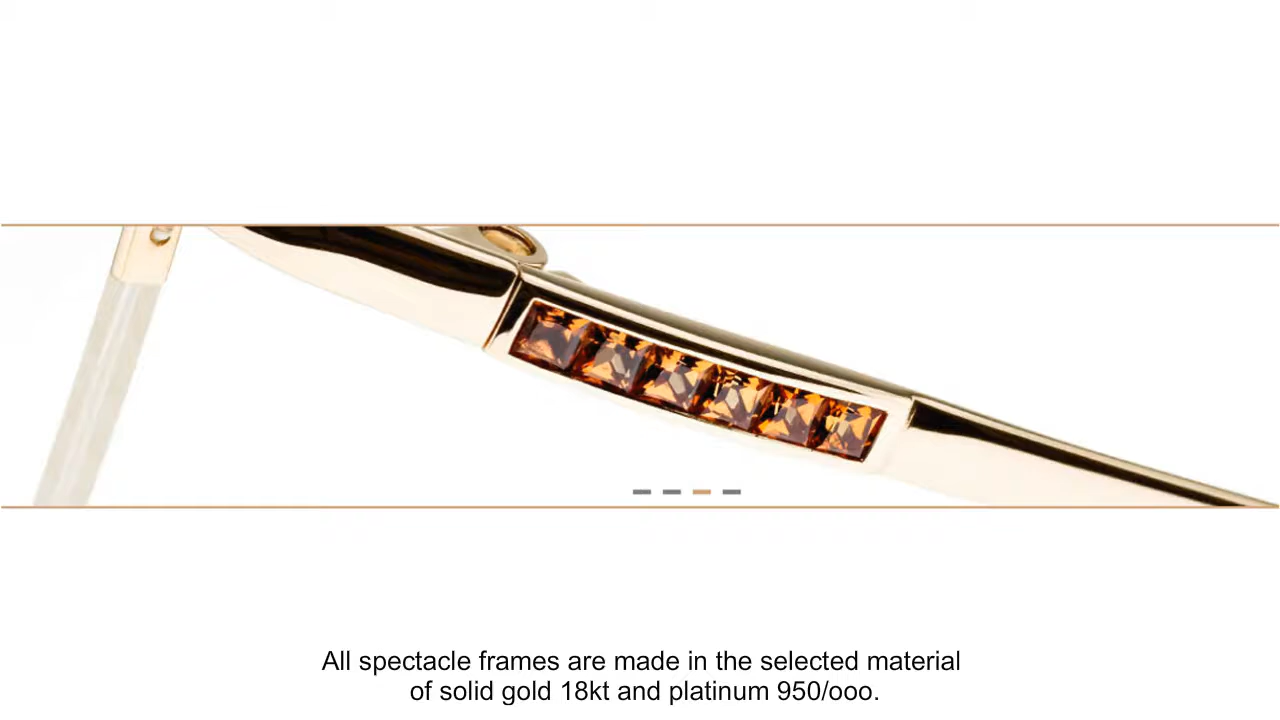 All spectacle frames are made in the selected material
of solid gold 18kt and platinum 950/ooo.